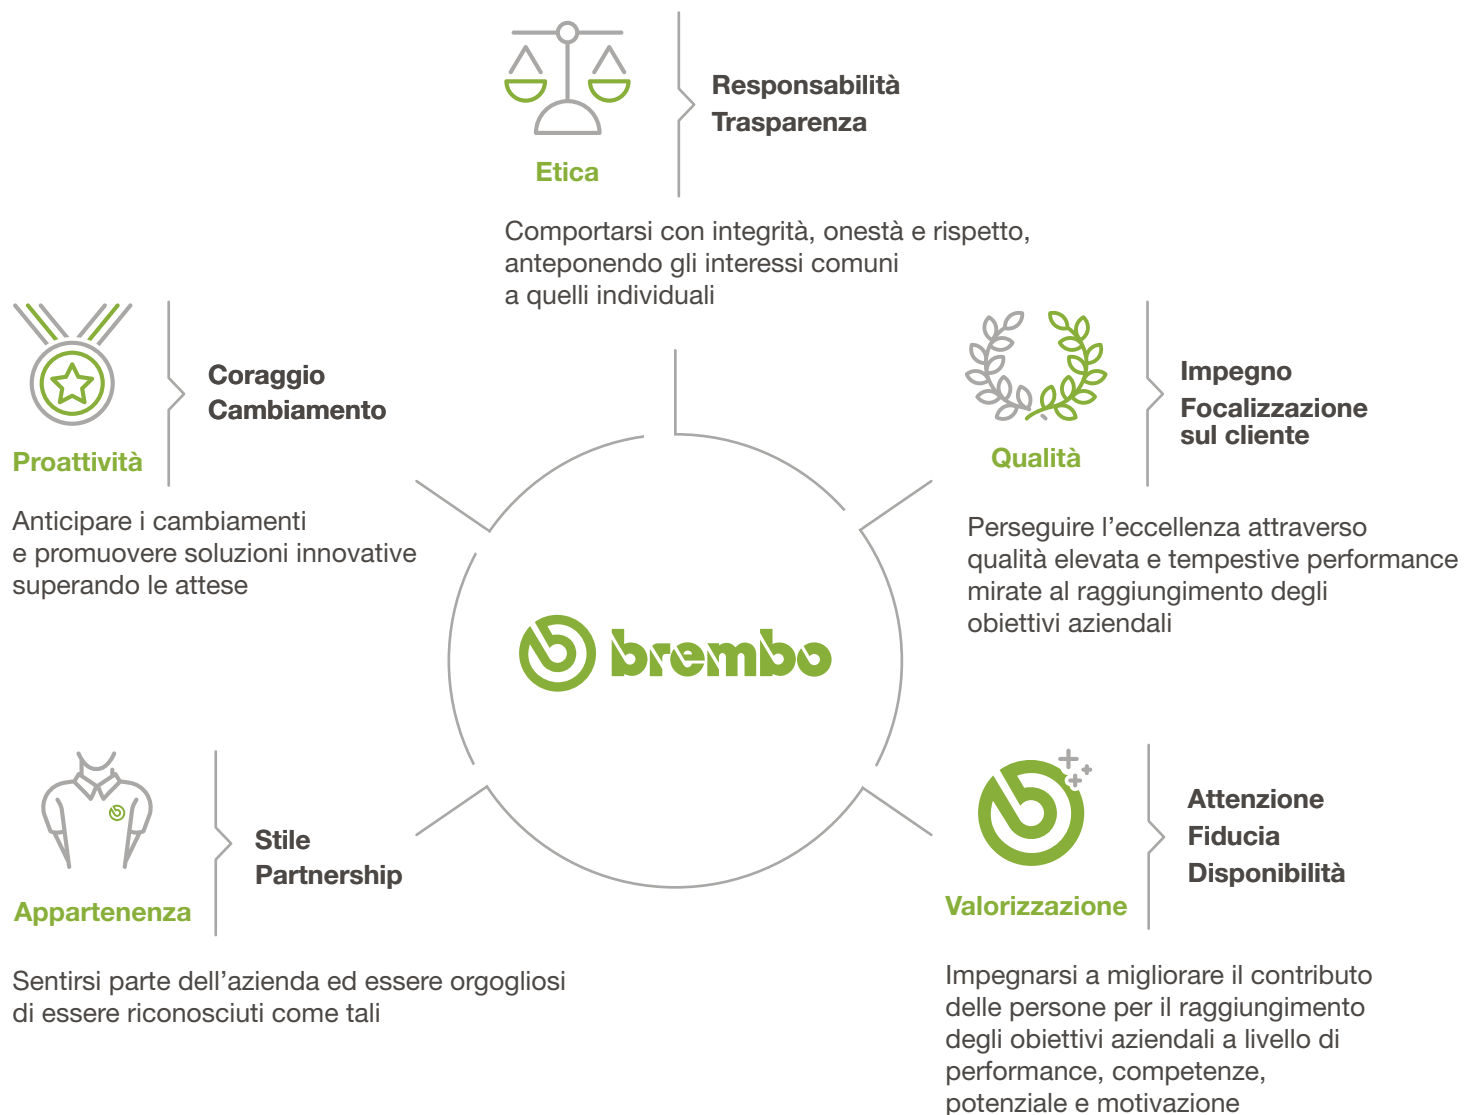 Etica
Responsabilità
Trasparenza
Comportarsi con integrità, onestà e rispetto,
anteponendo gli interessi comuni
a quelli individuali
Proattività
Coraggio
Cambiamento
Anticipare i cambiamenti
e promuovere soluzioni innovative
superando le attese
Qualità
Impegno
Focalizzazione
sul cliente
Perseguire l’eccellenza attraverso
qualità elevata e tempestive performance
mirate al raggiungimento degli
obiettivi aziendali
brembo
Appartenenza
Stile
Partnership
Sentirsi parte dell’azienda ed essere orgogliosi
di essere riconosciuti come tali
Valorizzazione
Attenzione
Fiducia
Disponibilità
Impegnarsi a migliorare il contributo
delle persone per il raggiungimento
degli obiettivi aziendali a livello di
performance, competenze,
potenziale e motivazione